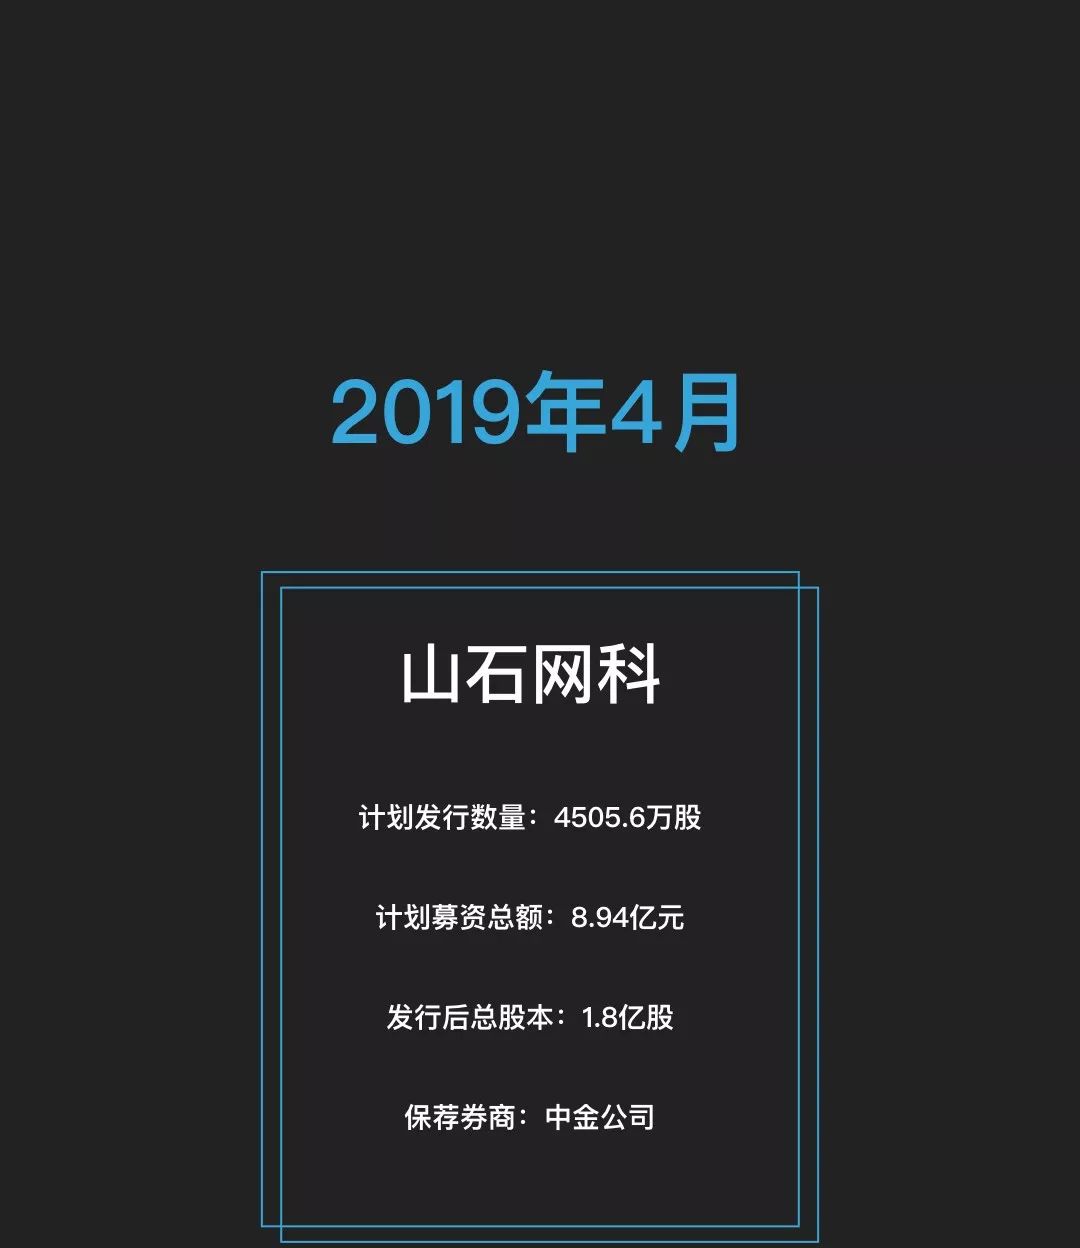 2019年4月
山石网科
计划发行数量：4505.6万股
计划募资总额：8.94亿元
发行后总股本：1.8亿股
保荐券商：中金公司